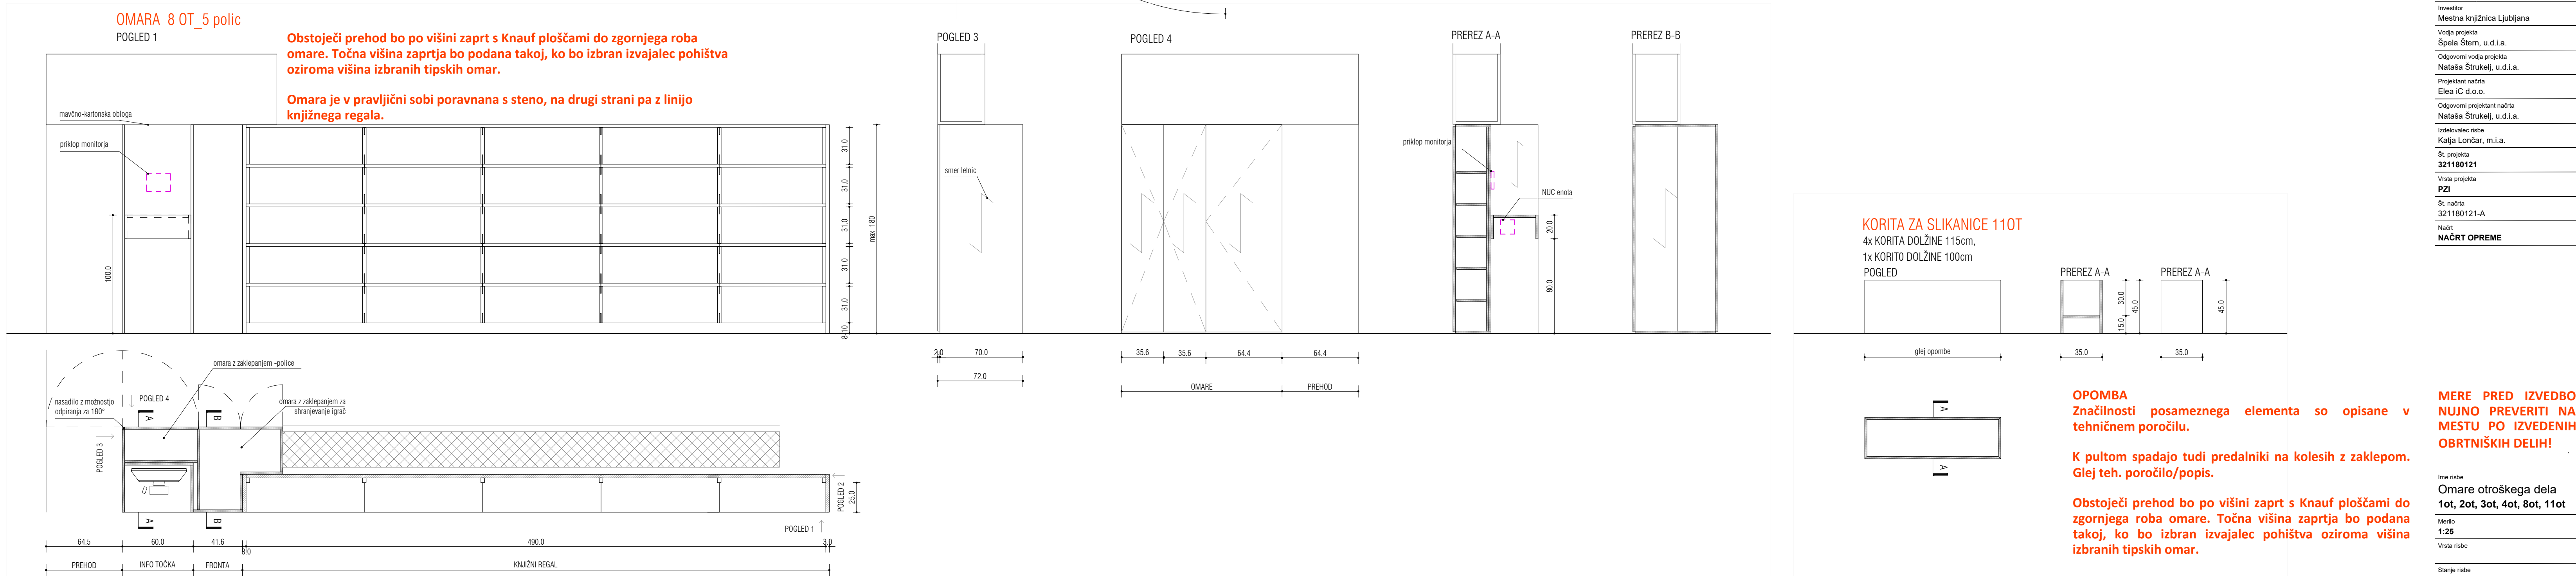 OMARA 8 OT_5 polic
POGLED 1
Obstoječi prehod bo po višini zaprt s Knauf ploščami do zgornjega roba
omare. Točna višina zaprtja bo podana takoj, ko bo izbran izvajalec pohištva
oziroma višina izbranih tipskih omar.
Omara je v pravljični sobi poravnana s steno, na drugi strani pa z linijo
knjižnega regala.
mavčno-kartonska obloga
priklop monitorja
100.0
31.0
31.0
31.0
31.0
31.0
8.0
max 180
POGLED 3
smer letnic
2.0
70.0
72.0
POGLED 4
35.6
35.6
64.4
64.4
OMARE
PREHOD
PREREZ A-A
priklop monitorja
NUC enota
20.0
80.0
PREREZ B-B
omara z zaklepanjem -police
nasadilo z možnostjo
odpiranja za 180°
POGLED 4
omara z zaklepanjem za
shranjevanje igrač
A
B
POGLED 3
A
B
POGLED 2
25.0
POGLED 1
64.5
60.0
41.6
3.0
490.0
3.0
PREHOD
INFO TOČKA
FRONTA
KNJIŽNI REGAL
KORITA ZA SLIKANICE 11OT
4x KORITA DOLŽINE 115cm,
1x KORITO DOLŽINE 100cm
POGLED
PREREZ A-A
PREREZ A-A
30.0
15.0
45.0
45.0
glej opombe
35.0
35.0
A
A
OPOMBA
Značilnosti posameznega elementa so opisane v
tehničnem poročilu.
K pultom spadajo tudi predalniki na kolesih z zaklepom.
Glej teh. poročilo/popis.
Obstoječi prehod bo po višini zaprt s Knauf ploščami do
zgornjega roba omare. Točna višina zaprtja bo podana
takoj, ko bo izbran izvajalec pohištva oziroma višina
izbranih tipskih omar.
Investitor
Mestna knjižnica Ljubljana
Vodja projekta
Špela Štern, u.d.i.a.
Odgovorni vodja projekta
Nataša Štrukelj, u.d.i.a.
Projektant načrta
Elea iC d.o.o.
Odgovorni projektant načrta
Nataša Štrukelj, u.d.i.a.
Izdelovalec risbe
Katja Lončar, m.i.a.
Št. projekta
321180121
Vrsta projekta
PZI
Št. načrta
321180121-A
Načrt
NAČRT OPREME
MERE PRED IZVEDBO
NUJNO PREVERITI NA
MESTU PO IZVEDENIH
OBRTNIŠKIH DELIH!
Ime risbe
Omare otroškega dela
1ot, 2ot, 3ot, 4ot, 8ot, 11ot
Merilo
1:25
Vrsta risbe
Stanje risbe